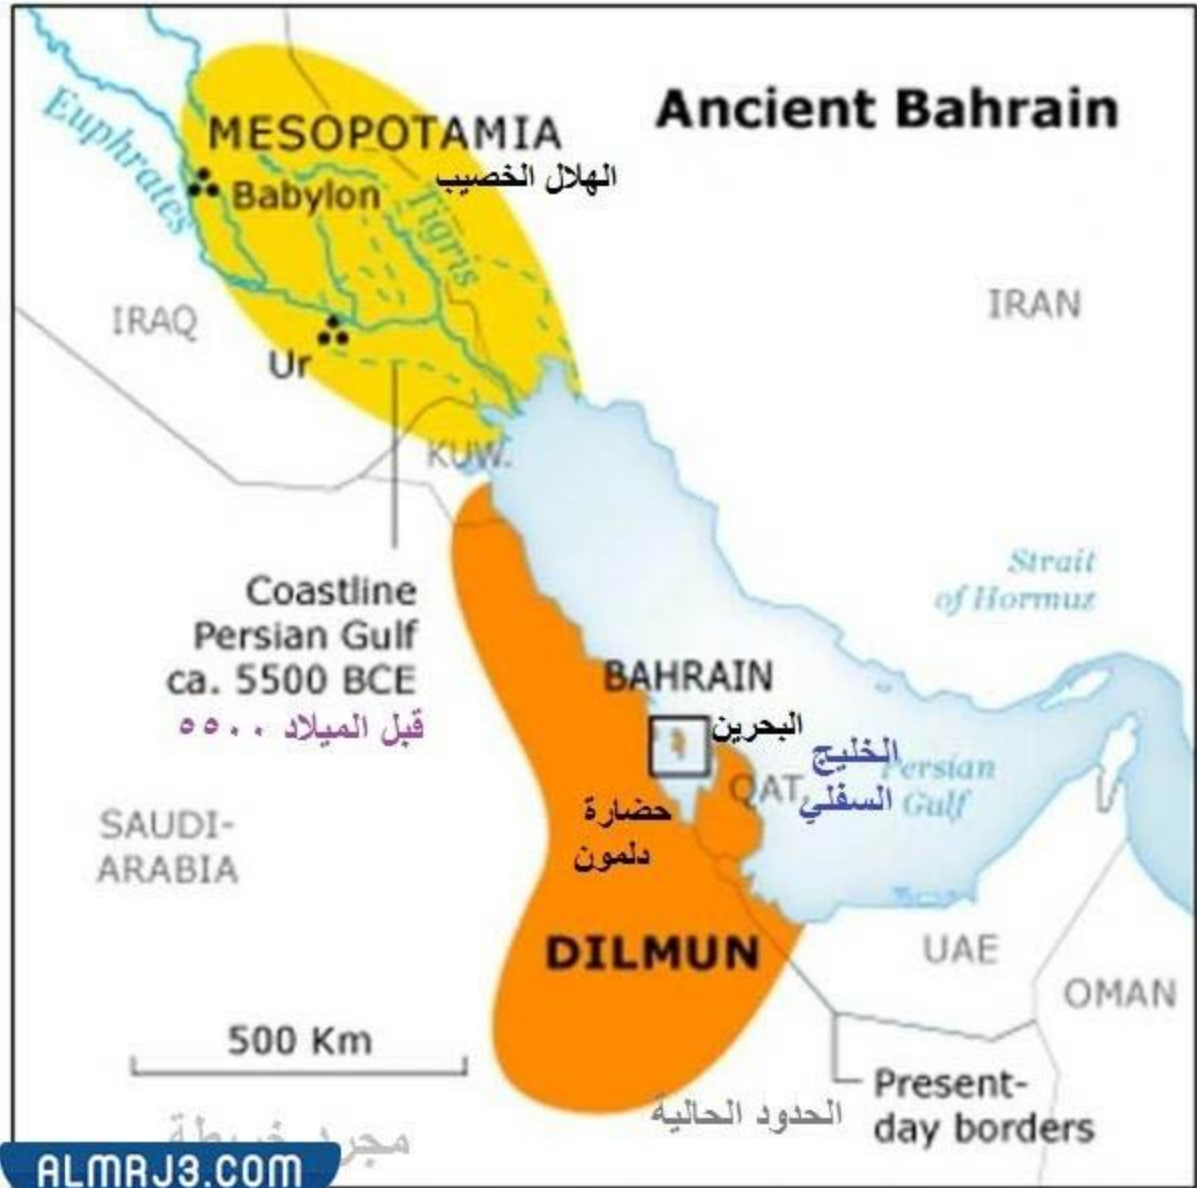 Ancient Bahrain
Euphrates
MESOPOTAMIA
الهلال الخصيب
Babylon
Tigris
IRAQ
IRAN
Ur
KUW.
Coastline
Persian Gulf
ca. 5500 BCE
قبل الميلاد ٥٥٠٠
Strait
of Hormuz
BAHRAIN
البحرين
الخليج
السفلي
Persian
Gulf
QAT.
حضارة
دلمون
SAUDI-
ARABIA
DILMUN
UAE
OMAN
500 Km
Present-
day borders
الحدود الحالية
مجرد خريطة
ALMRJ3.COM